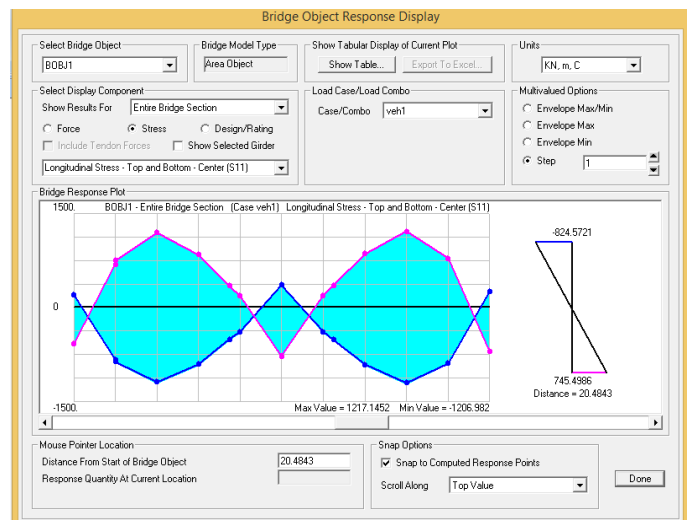 Bridge Object Response Display
Select Bridge Object
BOBJ1
Bridge Model Type
Area Object
Show Tabular Display of Current Plot
Show Table...
Export To Excel...
Units
KN, m, C
Select Display Component
Show Results For
Entire Bridge Section
Force
Stress
Design/Rating
Include Tendon Forces
Show Selected Girder
Longitudinal Stress - Top and Bottom - Center (S11)
Load Case/Load Combo
Case/Combo
veh1
Multivalued Options
Envelope Max/Min
Envelope Max
Envelope Min
Step
1
Bridge Response Plot
1500.
BOBJ1 - Entire Bridge Section (Case veh1) Longitudinal Stress - Top and Bottom - Center (S11)
0
-1500.
Max Value = 1217.1452 Min Value = -1206.982
-824.5721
745.4986
Distance = 20.4843
Mouse Pointer Location
Distance From Start of Bridge Object
20.4843
Response Quantity At Current Location
Snap Options
Snap to Computed Response Points
Scroll Along
Top Value
Done